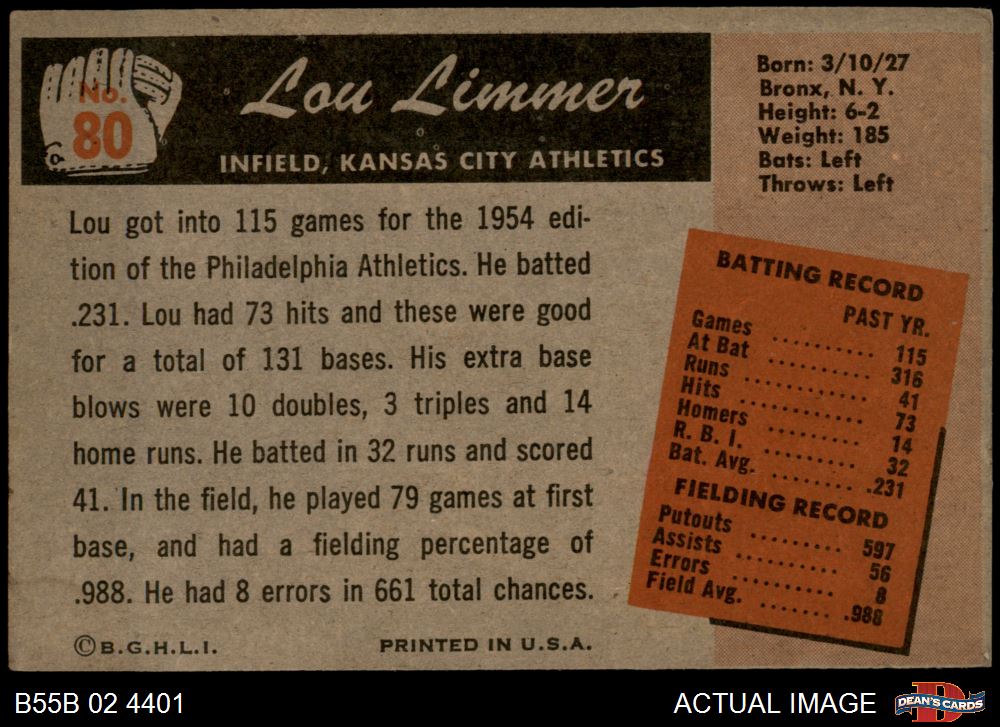 No.
80
Lou Limmer
INFIELD, KANSAS CITY ATHLETICS
Born: 3/10/27
Bronx, N. Y.
Height: 6-2
Weight: 185
Bats: Left
Throws: Left
Lou got into 115 games for the 1954 edi-
tion of the Philadelphia Athletics. He batted
.231. Lou had 73 hits and these were good
for a total of 131 bases. His extra base
blows were 10 doubles, 3 triples and 14
home runs. He batted in 32 runs and scored
41. In the field, he played 79 games at first
base, and had a fielding percentage of
.988. He had 8 errors in 661 total chances.
BATTING RECORD
PAST YR.
Games .......... 115
At Bat .......... 316
Runs .......... 41
Hits .......... 73
Homers .......... 14
R. B. I. .......... 32
Bat. Avg. ........ .231
FIELDING RECORD
Putouts ......... 597
Assists ......... 56
Errors ......... 8
Field Avg. ....... .988
©B.G.H.L.I.
PRINTED IN U.S.A.
B55B 02 4401
ACTUAL IMAGE
D
DEAN'S CARDS